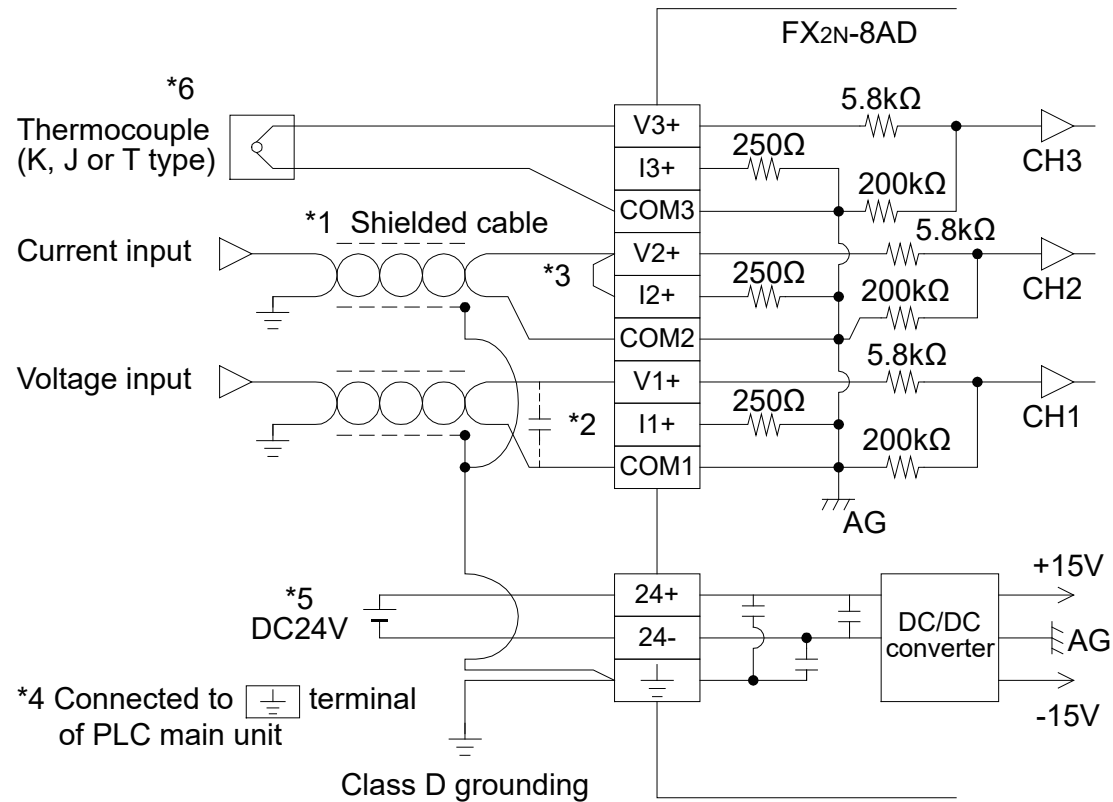 FX2N-8AD
*6
Thermocouple
(K, J or T type)
V3+
I3+
COM3
5.8kΩ
250Ω
200kΩ
CH3
*1 Shielded cable
Current input
*3
V2+
I2+
COM2
5.8kΩ
250Ω
200kΩ
CH2
Voltage input
*2
V1+
I1+
COM1
5.8kΩ
250Ω
200kΩ
CH1
AG
*5
DC24V
24+
24-
DC/DC
converter
+15V
AG
-15V
*4 Connected to terminal
of PLC main unit
Class D grounding